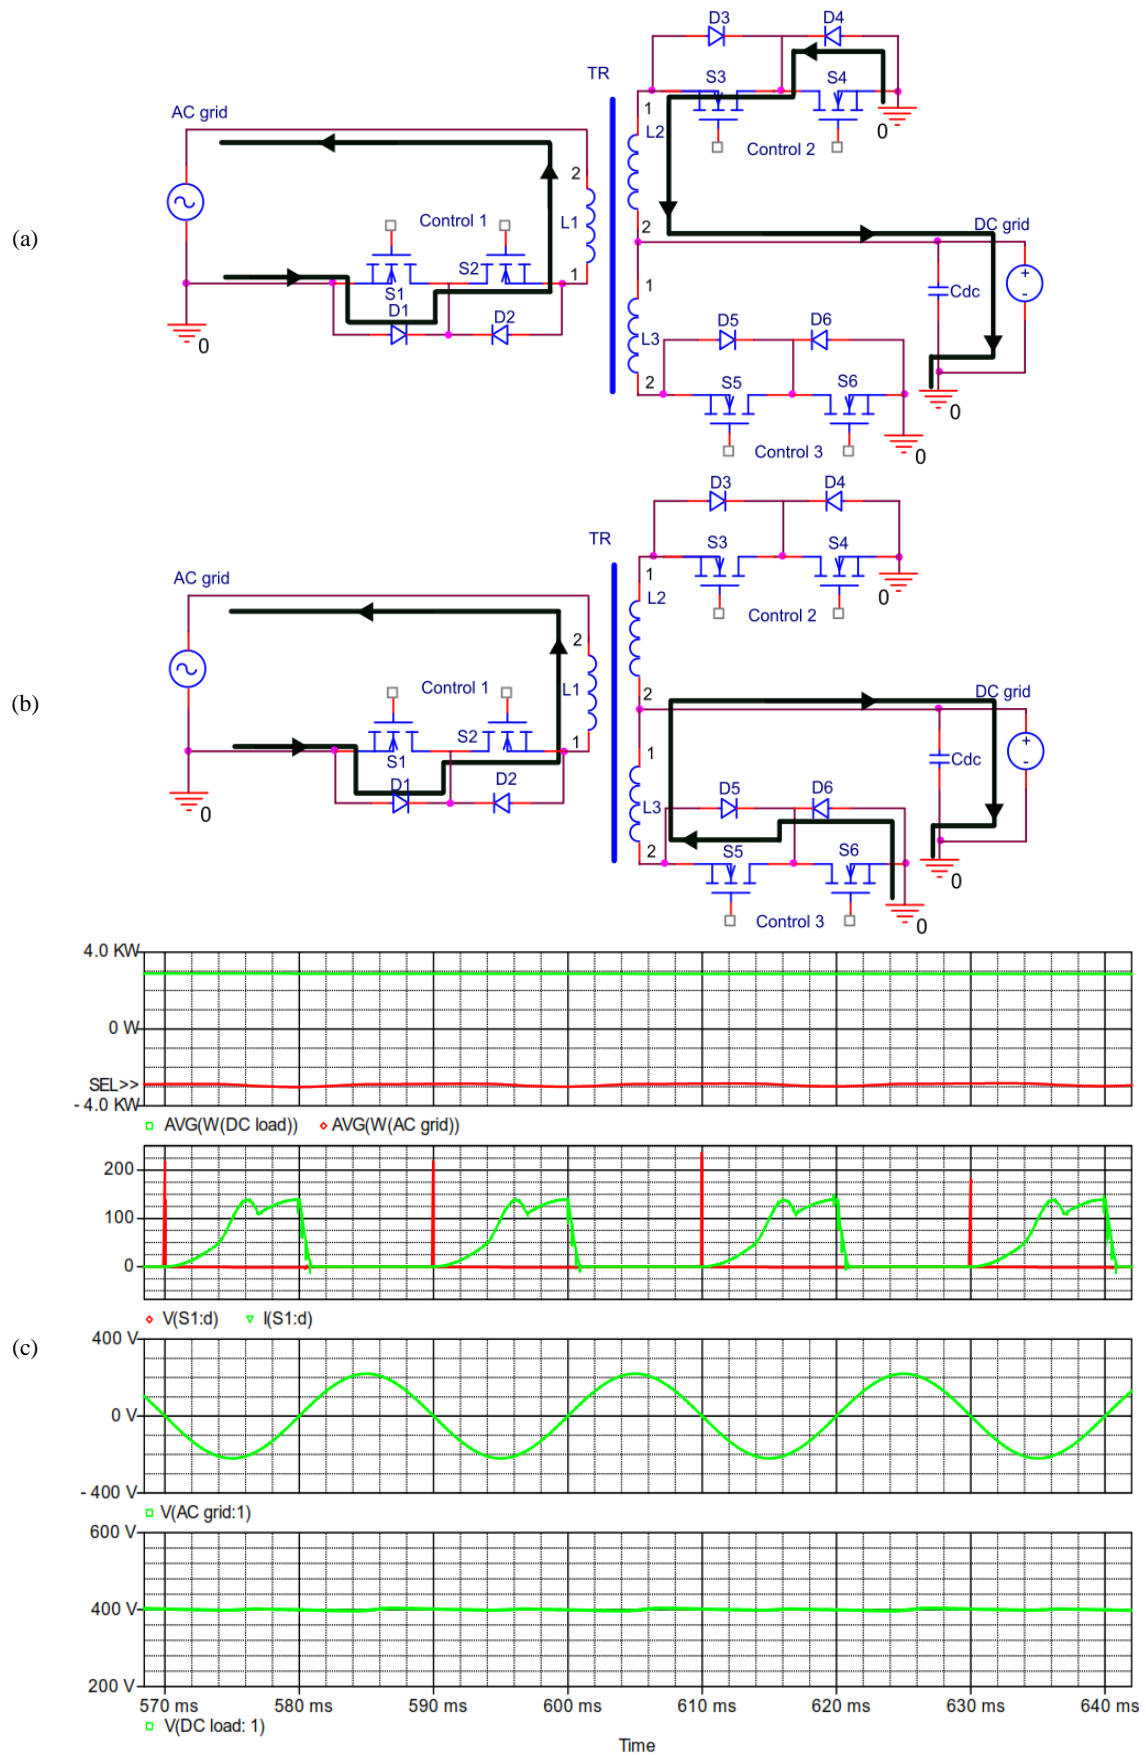 (a)
D3 D4
TR
S3 S4
1
AC grid
L2
0
Control 2
2
Control 1
L1
2
DC grid
S2
1
1
S1
+
-
Cdc
D1 D2
D5 D6
0
L3
2
S5 S6
0
Control 3
0
(b)
D3 D4
TR
S3 S4
1
AC grid
L2
0
Control 2
2
Control 1
L1
2
DC grid
S2
1
1
S1
+
-
Cdc
D1 D2
D5 D6
0
L3
2
S5 S6
0
Control 3
0
(c)
4.0 KW
0 W
SEL>>
- 4.0 KW
AVG(W(DC load)) AVG(W(AC grid))
200
100
0
V(S1:d) I(S1:d)
400 V
0 V
- 400 V
V(AC grid:1)
600 V
400 V
200 V
570 ms 580 ms 590 ms 600 ms 610 ms 620 ms 630 ms 640 ms
V(DC load: 1)
Time